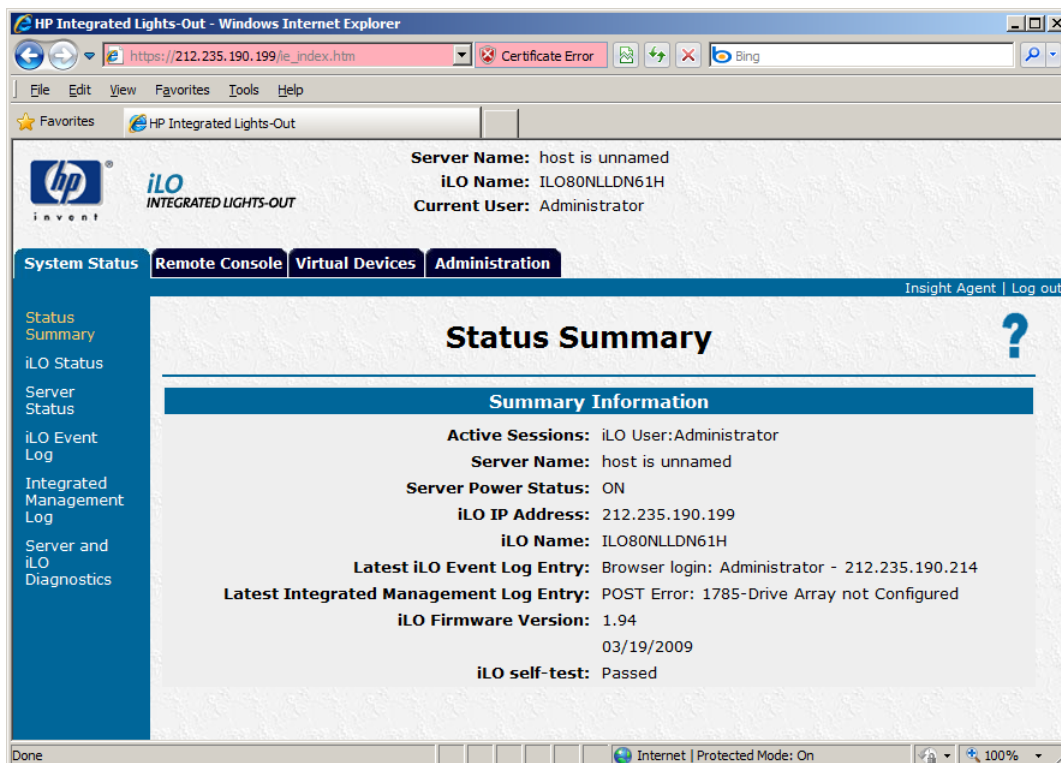 HP Integrated Lights-Out - Windows Internet Explorer
https://212.235.190.199/ie_index.htm
Certificate Error
Bing
File Edit View Favorites Tools Help
Favorites
HP Integrated Lights-Out
hp
invent
iLO
INTEGRATED LIGHTS-OUT
Server Name: host is unnamed
iLO Name: ILO80NLLDN61H
Current User: Administrator
System Status Remote Console Virtual Devices Administration
Insight Agent | Log out
Status Summary
iLO Status
Server Status
iLO Event Log
Integrated Management Log
Server and iLO Diagnostics
Status Summary
?
Summary Information
Active Sessions: iLO User:Administrator
Server Name: host is unnamed
Server Power Status: ON
iLO IP Address: 212.235.190.199
iLO Name: ILO80NLLDN61H
Latest iLO Event Log Entry: Browser login: Administrator - 212.235.190.214
Latest Integrated Management Log Entry: POST Error: 1785-Drive Array not Configured
iLO Firmware Version: 1.94
03/19/2009
iLO self-test: Passed
Done
Internet | Protected Mode: On
100%